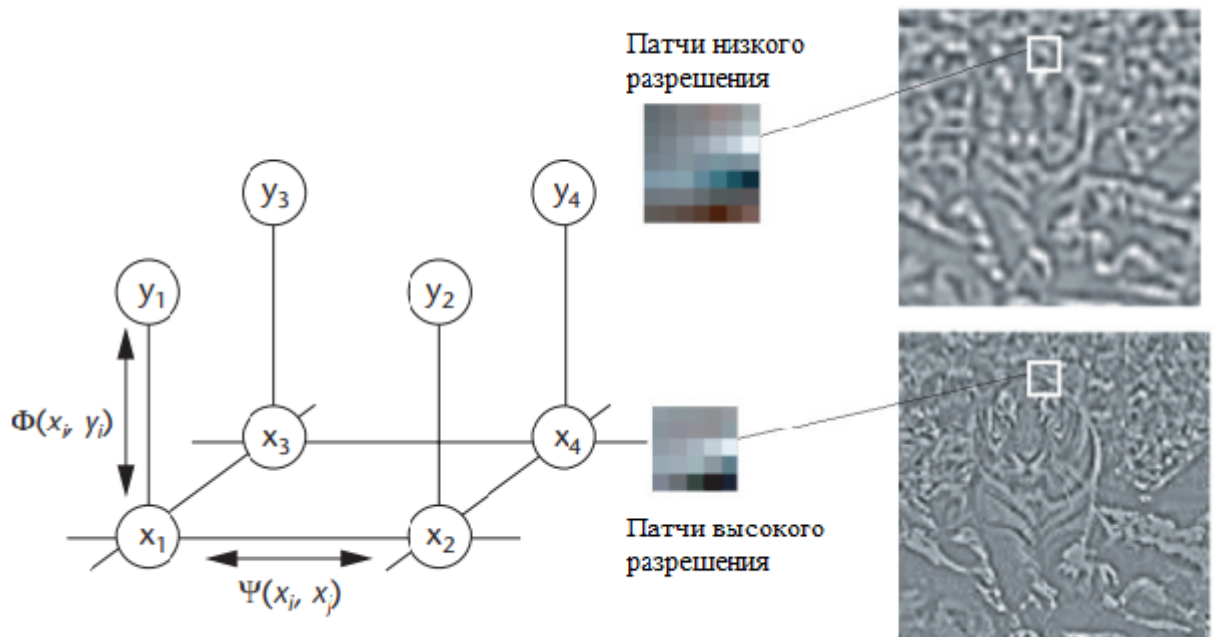 Патчи низкого
разрешения
y3
y4
y1
y2
Φ(xi, yi)
x3
x4
x1
x2
Ψ(xi, xj)
Патчи высокого
разрешения